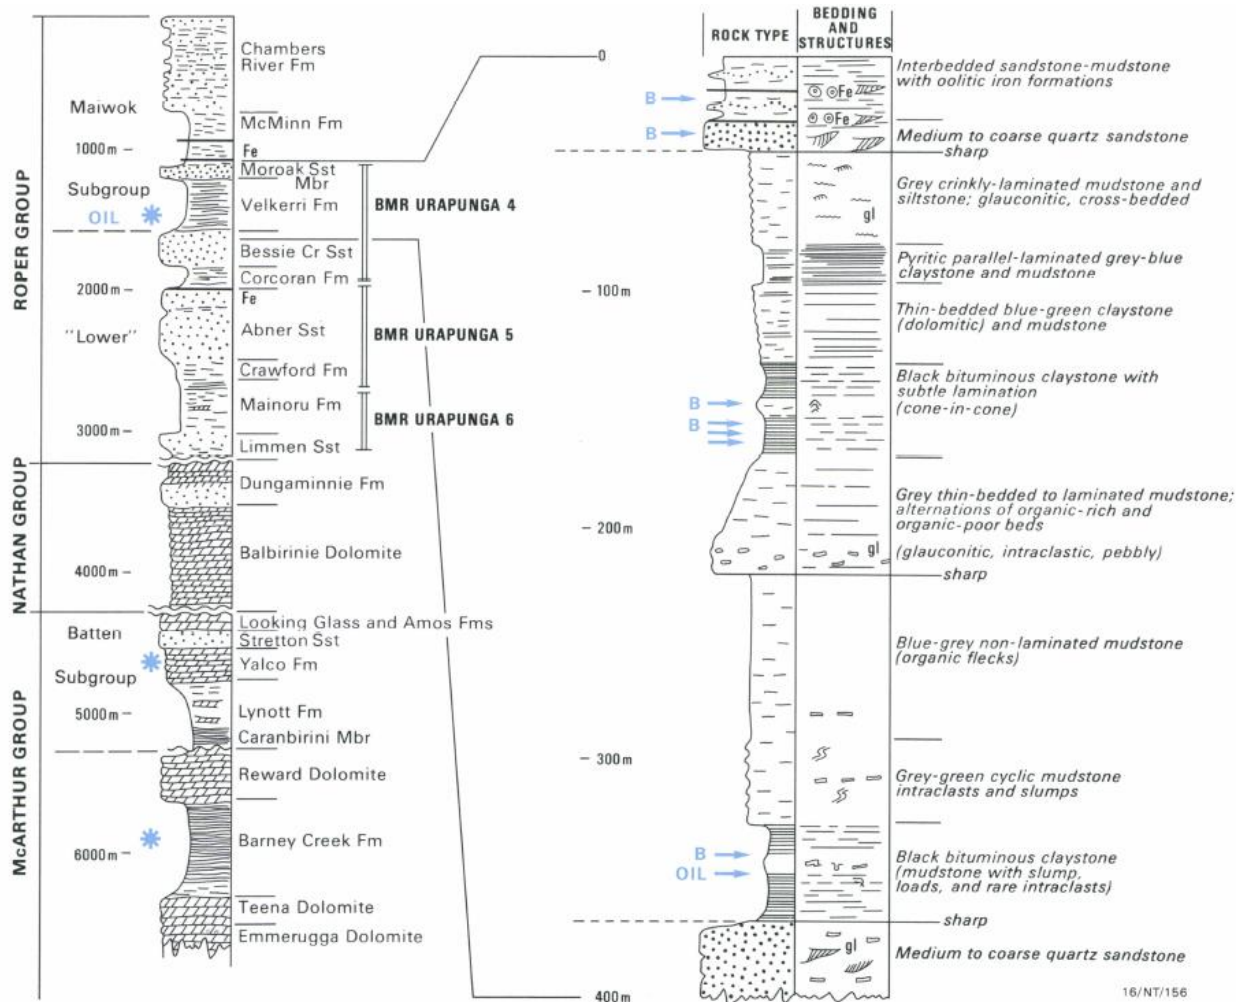 ROPER GROUP
NATHAN GROUP
McARTHUR GROUP
Maiwok
1000m
Subgroup
OIL
2000m
"Lower"
3000m
4000m
Batten
Subgroup
5000m
6000m
Chambers
River Fm
McMinn Fm
Fe
Moroak Sst
Mbr
Velkerri Fm
Bessie Cr Sst
Corcoran Fm
Fe
Abner Sst
Crawford Fm
Mainoru Fm
Limmen Sst
Dungaminnie Fm
Balbirinie Dolomite
Looking Glass and Amos Fms
Stretton Sst
Yalco Fm
Lynott Fm
Caranbirini Mbr
Reward Dolomite
Barney Creek Fm
Teena Dolomite
Emmerugga Dolomite
BMR URAPUNGA 4
BMR URAPUNGA 5
BMR URAPUNGA 6
ROCK TYPE
BEDDING
AND
STRUCTURES
0
100m
200m
300m
400m
B
B
B
B
B
OIL
Fe
Fe
gl
gl
gl
Interbedded sandstone-mudstone
with oolitic iron formations
Medium to coarse quartz sandstone
sharp
Grey crinkly-laminated mudstone and
siltstone; glauconitic, cross-bedded
Pyritic parallel-laminated grey-blue
claystone and mudstone
Thin-bedded blue-green claystone
(dolomitic) and mudstone
Black bituminous claystone with
subtle lamination
(cone-in-cone)
Grey thin-bedded to laminated mudstone;
alternations of organic-rich and
organic-poor beds
(glauconitic, intraclastic, pebbly)
sharp
Blue-grey non-laminated mudstone
(organic flecks)
Grey-green cyclic mudstone
intraclasts and slumps
Black bituminous claystone
(mudstone with slump,
loads, and rare intraclasts)
sharp
Medium to coarse quartz sandstone
16/NT/156